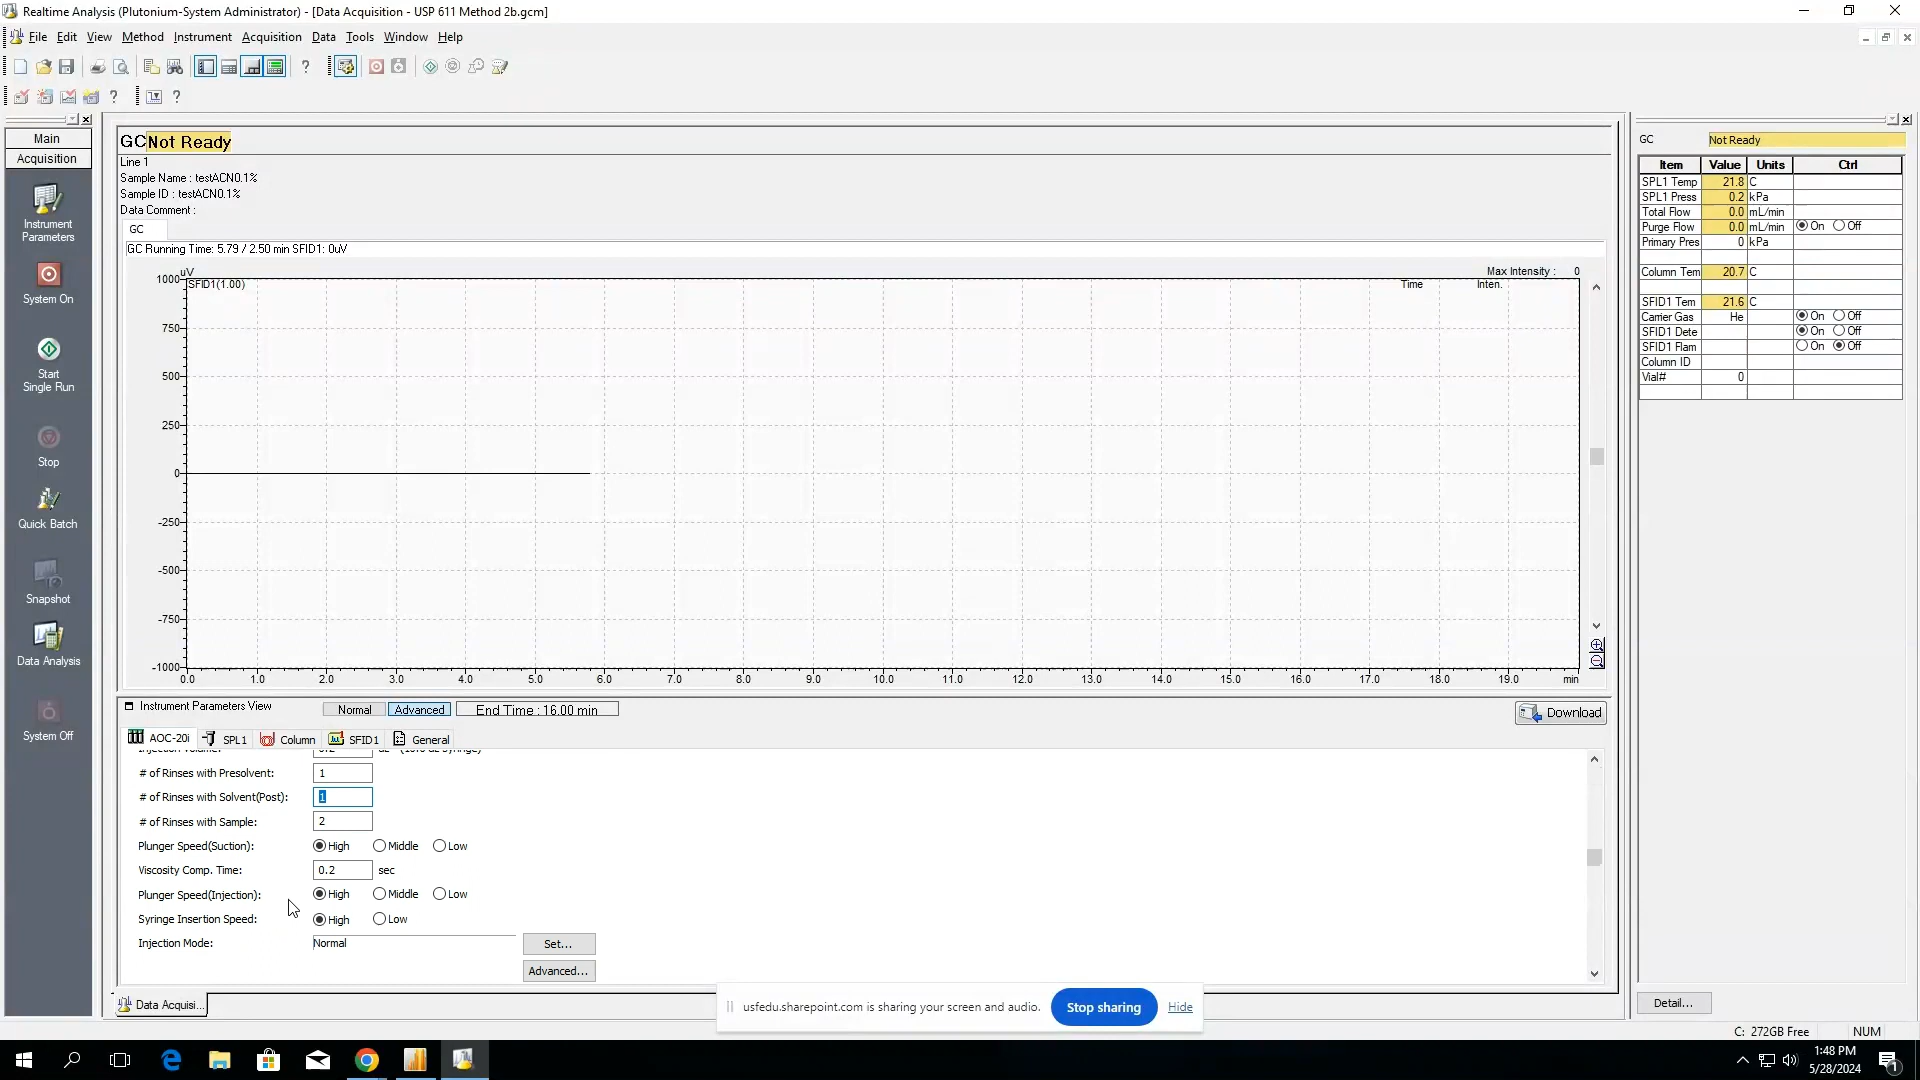 Realtime Analysis (Plutonium-System Administrator) - [Data Acquisition - USP 611 Method 2b.gcm]
File Edit View Method Instrument Acquisition Data Tools Window Help
Main
Acquisition
Instrument
Parameters
System On
Start
Single Run
Stop
Quick Batch
Snapshot
Data Analysis
System Off
GC Not Ready
Line 1
Sample Name : testACN0.1%
Sample ID : testACN0.1%
Data Comment :
GC
GC Running Time: 5.79 / 2.50 min SFID1: 0uV
uV
Max Intensity : 0
SFID1(1.00)
Time Inten.
1000
750
500
250
0
-250
-500
-750
-1000
0.0 1.0 2.0 3.0 4.0 5.0 6.0 7.0 8.0 9.0 10.0 11.0 12.0 13.0 14.0 15.0 16.0 17.0 18.0 19.0 min
Instrument Parameters View Normal Advanced End Time : 16.00 min Download
AOC-20i SPL1 Column SFID1 General
# of Rinses with Presolvent: 1
# of Rinses with Solvent(Post): 1
# of Rinses with Sample: 2
Plunger Speed(Suction): High Middle Low
Viscosity Comp. Time: 0.2 sec
Plunger Speed(Injection): High Middle Low
Syringe Insertion Speed: High Low
Injection Mode: Normal Set...
Advanced...
Data Acquisi...
usfedu.sharepoint.com is sharing your screen and audio. Stop sharing Hide
GC Not Ready
Item Value Units Ctrl
SPL1 Temp 21.8 C
SPL1 Press 0.2 kPa
Total Flow 0.0 mL/min
Purge Flow 0.0 mL/min On Off
Primary Pres 0 kPa
Column Tem 20.7 C
SFID1 Tem 21.6 C
Carrier Gas He On Off
SFID1 Dete On Off
SFID1 Flam On Off
Column ID
Vial# 0
Detail...
C: 272GB Free NUM
1:48 PM
5/28/2024
1